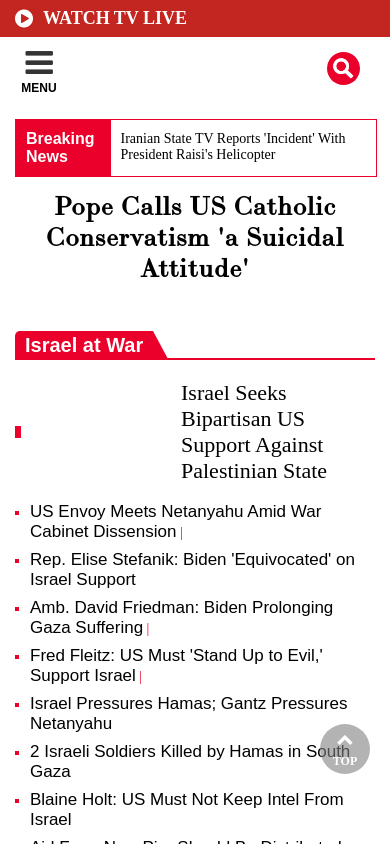 WATCH TV LIVE
MENU
Breaking
News
Iranian State TV Reports 'Incident' With
President Raisi's Helicopter
Pope Calls US Catholic
Conservatism 'a Suicidal
Attitude'
Israel at War
Israel Seeks
Bipartisan US
Support Against
Palestinian State
US Envoy Meets Netanyahu Amid War
Cabinet Dissension |
Rep. Elise Stefanik: Biden 'Equivocated' on
Israel Support
Amb. David Friedman: Biden Prolonging
Gaza Suffering |
Fred Fleitz: US Must 'Stand Up to Evil,'
Support Israel |
Israel Pressures Hamas; Gantz Pressures
Netanyahu
2 Israeli Soldiers Killed by Hamas in South
Gaza
TOP
Blaine Holt: US Must Not Keep Intel From
Israel